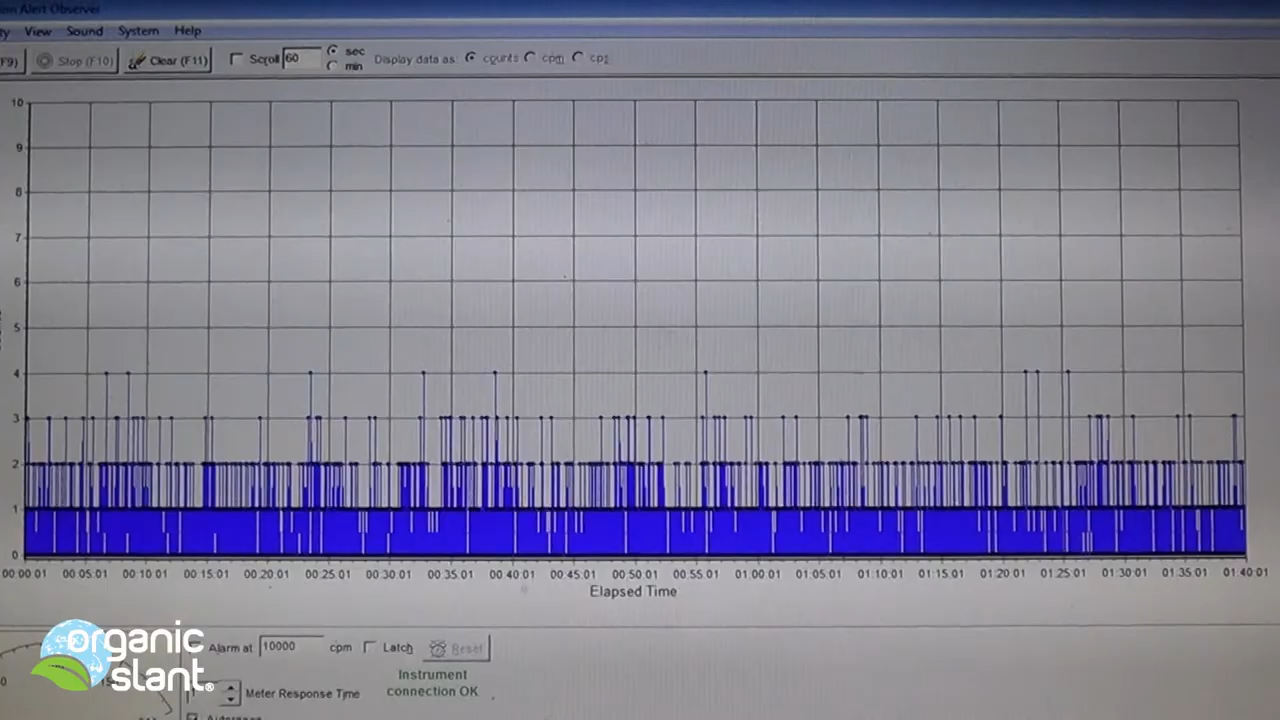 Alert Observer
View Sound System Help
F9) Stop (F10) Clear (F11) Scroll 60 sec min Display data as: counts cpm cps
10
9
8
7
6
5
4
3
2
1
0
00:00:01 00:05:01 00:10:01 00:15:01 00:20:01 00:25:01 00:30:01 00:35:01 00:40:01 00:45:01 00:50:01 00:55:01 01:00:01 01:05:01 01:10:01 01:15:01 01:20:01 01:25:01 01:30:01 01:35:01 01:40:01
Elapsed Time
organic
slant®
Alarm at 10000 cpm Latch Reset
Instrument
connection OK
Meter Response Time